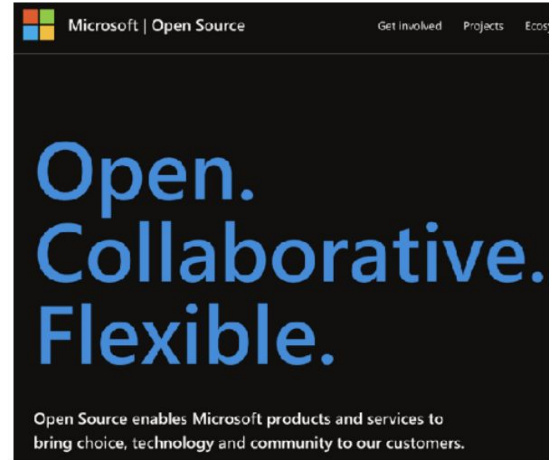 Microsoft | Open Source Get involved Projects
Open.
Collaborative.
Flexible.
Open Source enables Microsoft products and services to
bring choice, technology and community to our customers.